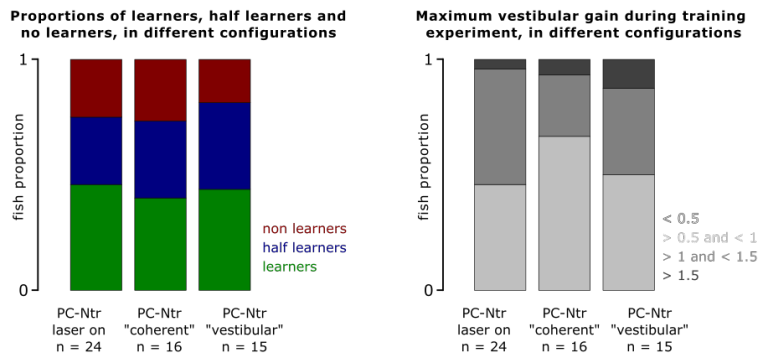 Proportions of learners, half learners and
no learners, in different configurations
1
fish proportion
0
non learners
half learners
learners
PC-Ntr
laser on
n = 24
PC-Ntr
"coherent"
n = 16
PC-Ntr
"vestibular"
n = 15
Maximum vestibular gain during training
experiment, in different configurations
1
fish proportion
0
< 0.5
> 0.5 and < 1
> 1 and < 1.5
> 1.5
PC-Ntr
laser on
n = 24
PC-Ntr
"coherent"
n = 16
PC-Ntr
"vestibular"
n = 15